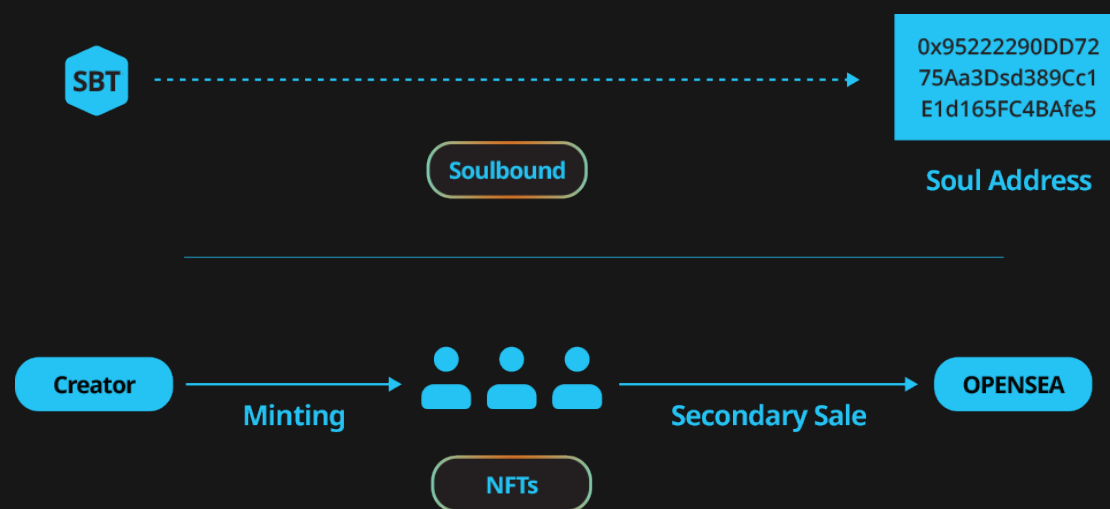 SBT
0x95222290DD72
75Aa3Dsd389Cc1
E1d165FC4BAfe5
Soulbound
Soul Address
Creator
Minting
Secondary Sale
OPENSEA
NFTs